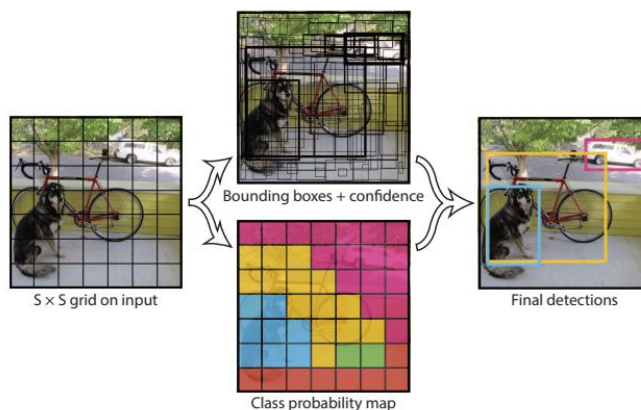 S × S grid on input
Bounding boxes + confidence
Class probability map
Final detections